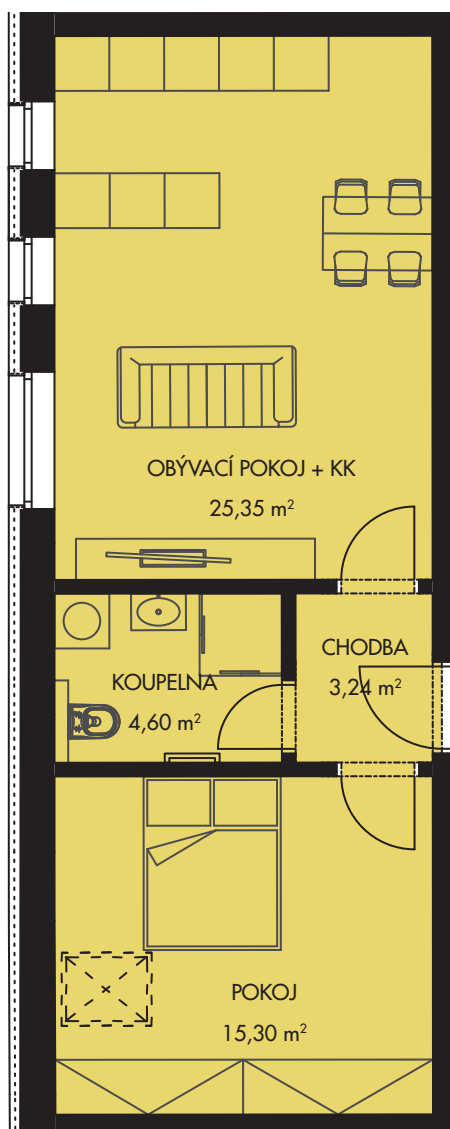 OBÝVACÍ POKOJ + KK
25,35 m²
CHODBA
3,24 m²
KOUPELNA
4,60 m²
POKOJ
15,30 m²